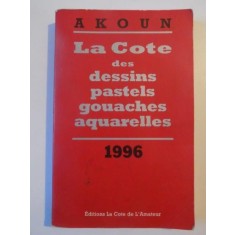 AKOUN
La Cote
des
dessins
pastels
gouaches
aquarelles
1996
Editions La Cote de L'Amateur